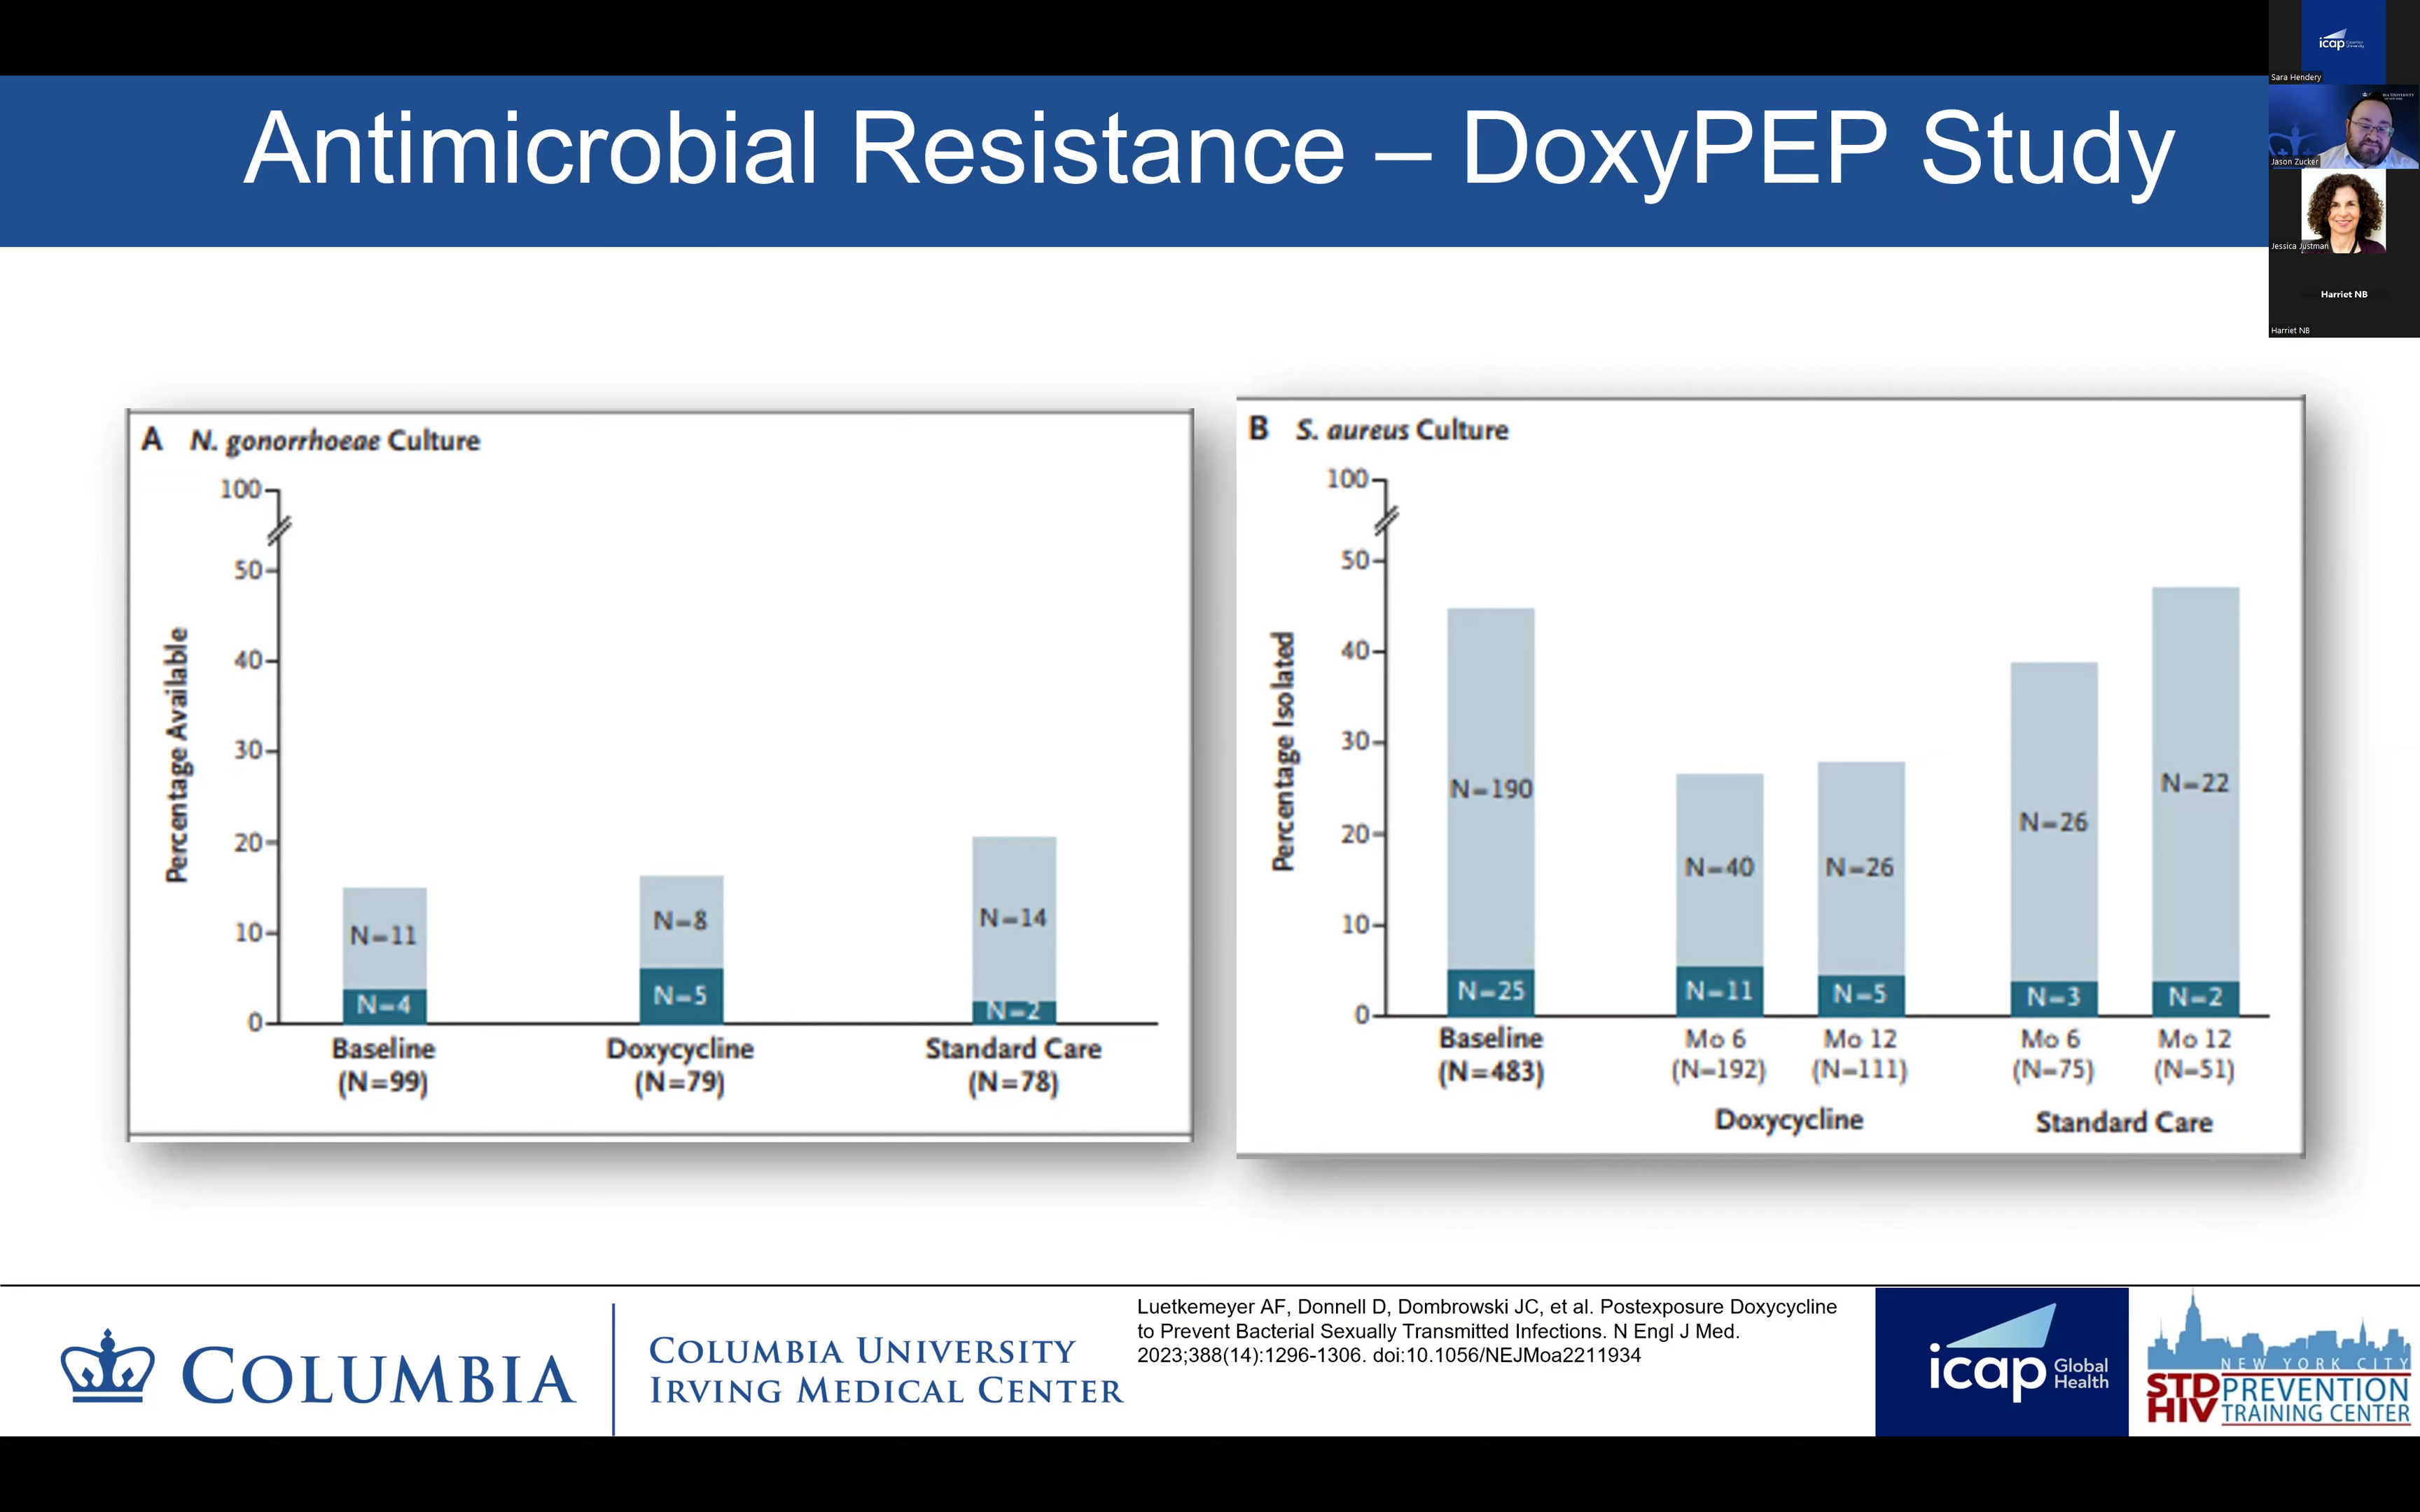 Antimicrobial Resistance – DoxyPEP Study
icap
Sara Hendery
Jason Zucker
Jessica Justman
Harriet NB
Harriet NB
A N. gonorrhoeae Culture
Percentage Available
100
50
40
30
20
10
0
N=11
N=4
N=8
N=5
N=14
N=2
Baseline
(N=99)
Doxycycline
(N=79)
Standard Care
(N=78)
B S. aureus Culture
Percentage Isolated
100
50
40
30
20
10
0
N=190
N=25
N=40
N=11
N=26
N=5
N=26
N=3
N=22
N=2
Baseline
(N=483)
Mo 6
(N=192)
Mo 12
(N=111)
Mo 6
(N=75)
Mo 12
(N=51)
Doxycycline
Standard Care
COLUMBIA
COLUMBIA UNIVERSITY
IRVING MEDICAL CENTER
Luetkemeyer AF, Donnell D, Dombrowski JC, et al. Postexposure Doxycycline
to Prevent Bacterial Sexually Transmitted Infections. N Engl J Med.
2023;388(14):1296-1306. doi:10.1056/NEJMoa2211934
icap Global
Health
NEW YORK CITY
STD PREVENTION
HIV TRAINING CENTER